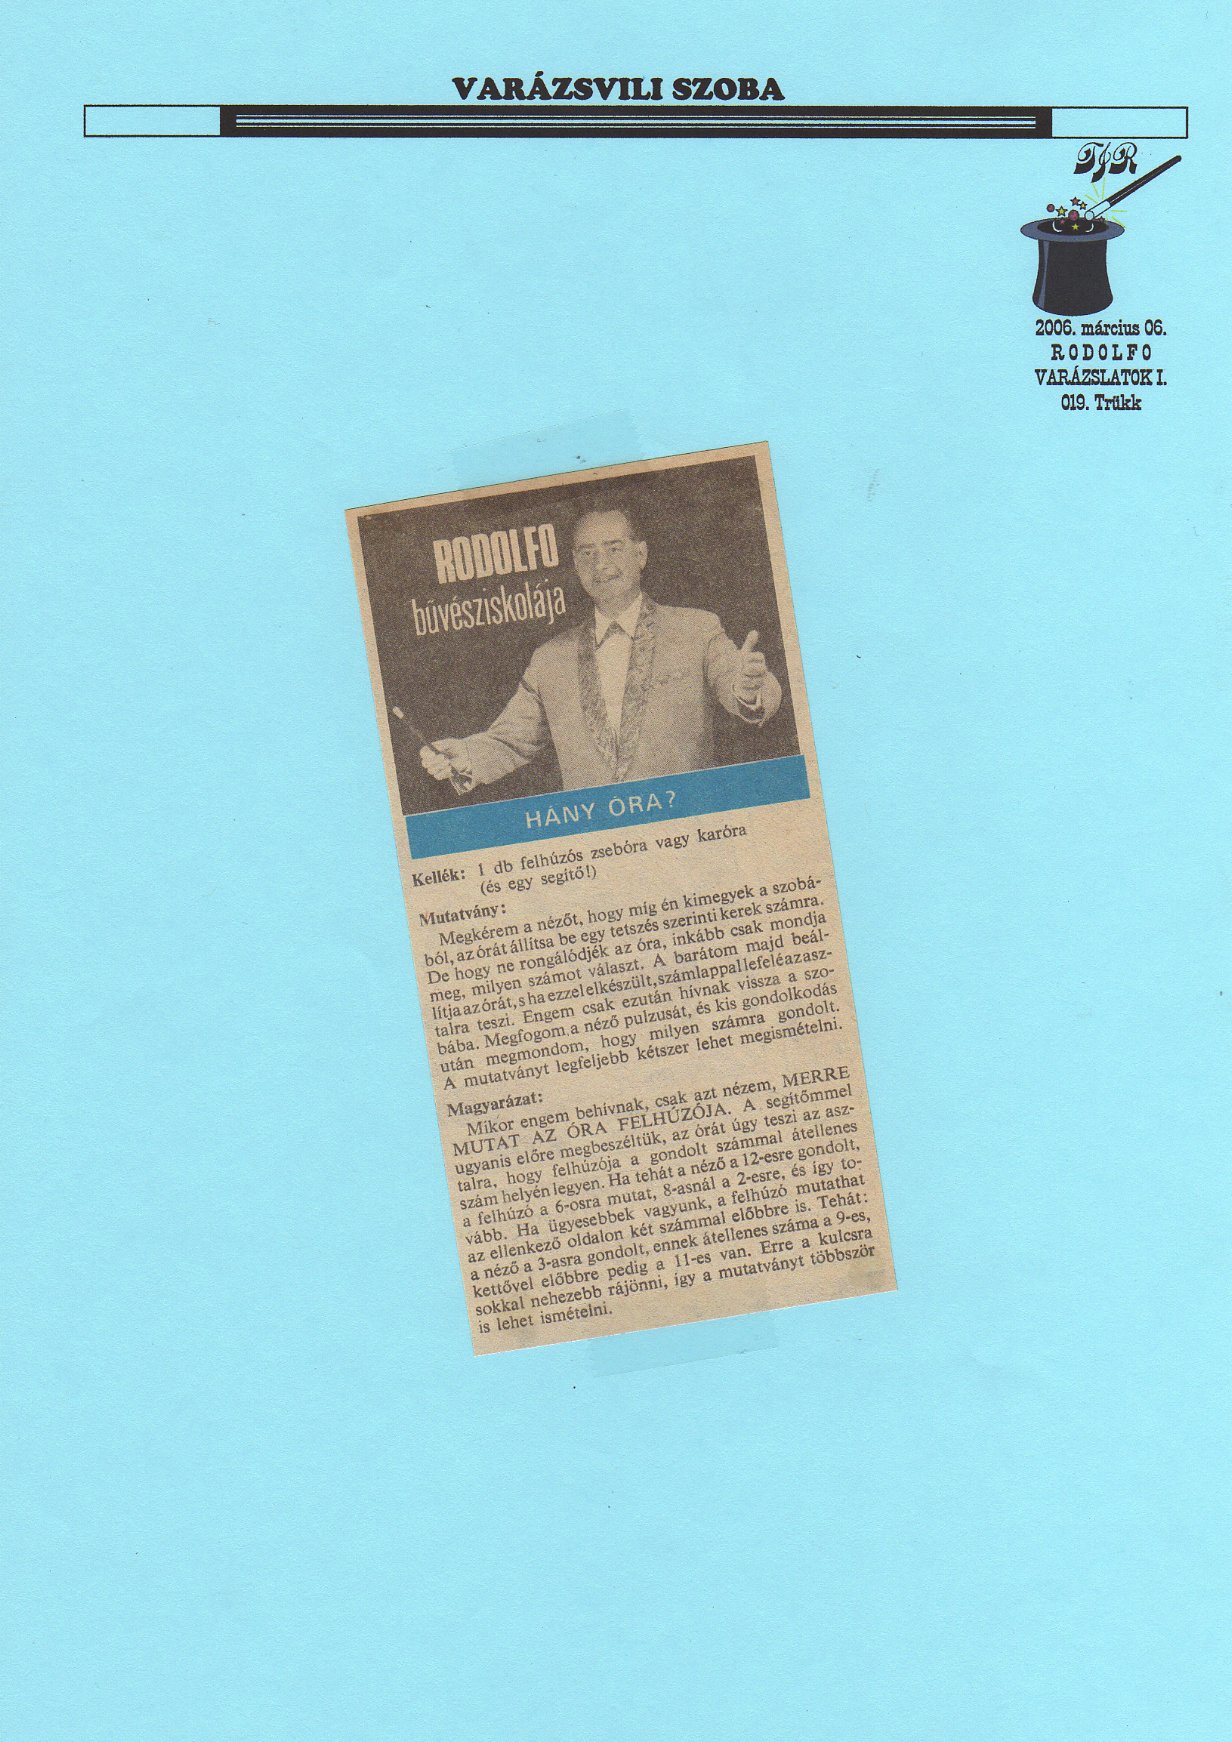 VARÁZSVILI SZOBA
TJR
2006. március 06.
RODOLFO
VARÁZSLATOK I.
019. Trükk
RODOLFO
bűvésziskolája
HÁNY ÓRA?
Kellék: 1 db felhúzós zsebóra vagy karóra
(és egy segítő!)
Mutatvány:
Megkérem a nézőt, hogy míg én kimegyek a szobá-
ból, az órát állítsa be egy tetszés szerinti kerek számra.
De hogy ne rongálódjék az óra, inkább csak mondja
meg, milyen számot választ. A barátom majd beál-
lítja az órát, s ha ezzel elkészült, számlappal lefelé az asz-
talra teszi. Engem csak ezután hívnak vissza a szo-
bába. Megfogom a néző pulzusát, és kis gondolkodás
után megmondom, hogy milyen számra gondolt.
A mutatványt legfeljebb kétszer lehet megismételni.
Magyarázat:
Mikor engem behívnak, csak azt nézem, MERRE
MUTAT AZ ÓRA FELHÚZÓJA. A segítőmmel
ugyanis előre megbeszéltük, az órát úgy teszi az asz-
talra, hogy felhúzója a gondolt számmal átellenes
szám helyén legyen. Ha tehát a néző a 12-esre gondolt,
a felhúzó a 6-osra mutat, 8-asnál a 2-esre, és így to-
vább. Ha ügyesebbek vagyunk, a felhúzó mutathat
az ellenkező oldalon két számmal előbbre is. Tehát:
a néző a 3-asra gondolt, ennek átellenes száma a 9-es,
kettővel előbbre pedig a 11-es van. Erre a kulcsra
sokkal nehezebb rájönni, így a mutatványt többször
is lehet ismételni.